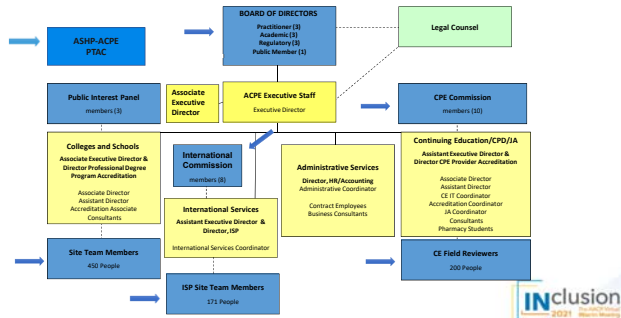 BOARD OF DIRECTORS
Practitioner (3)
Academic (3)
Regulatory (3)
Public Member (1)
Legal Counsel
ASHP-ACPE
PTAC
Public Interest Panel
members (3)
Associate
Executive
Director
ACPE Executive Staff
Executive Director
CPE Commission
members (10)
Colleges and Schools
Associate Executive Director &
Director Professional Degree
Program Accreditation
Associate Director
Assistant Director
Accreditation Associate
Consultants
International
Commission
members (8)
International Services
Assistant Executive Director &
Director, ISP
International Services Coordinator
Administrative Services
Director, HR/Accounting
Administrative Coordinator
Contract Employees
Business Consultants
Continuing Education/CPD/JA
Assistant Executive Director &
Director CPE Provider Accreditation
Associate Director
Assistant Director
CE IT Coordinator
Accreditation Coordinator
JA Coordinator
Consultants
Pharmacy Students
Site Team Members
450 People
ISP Site Team Members
171 People
CE Field Reviewers
200 People
INclusion
2021